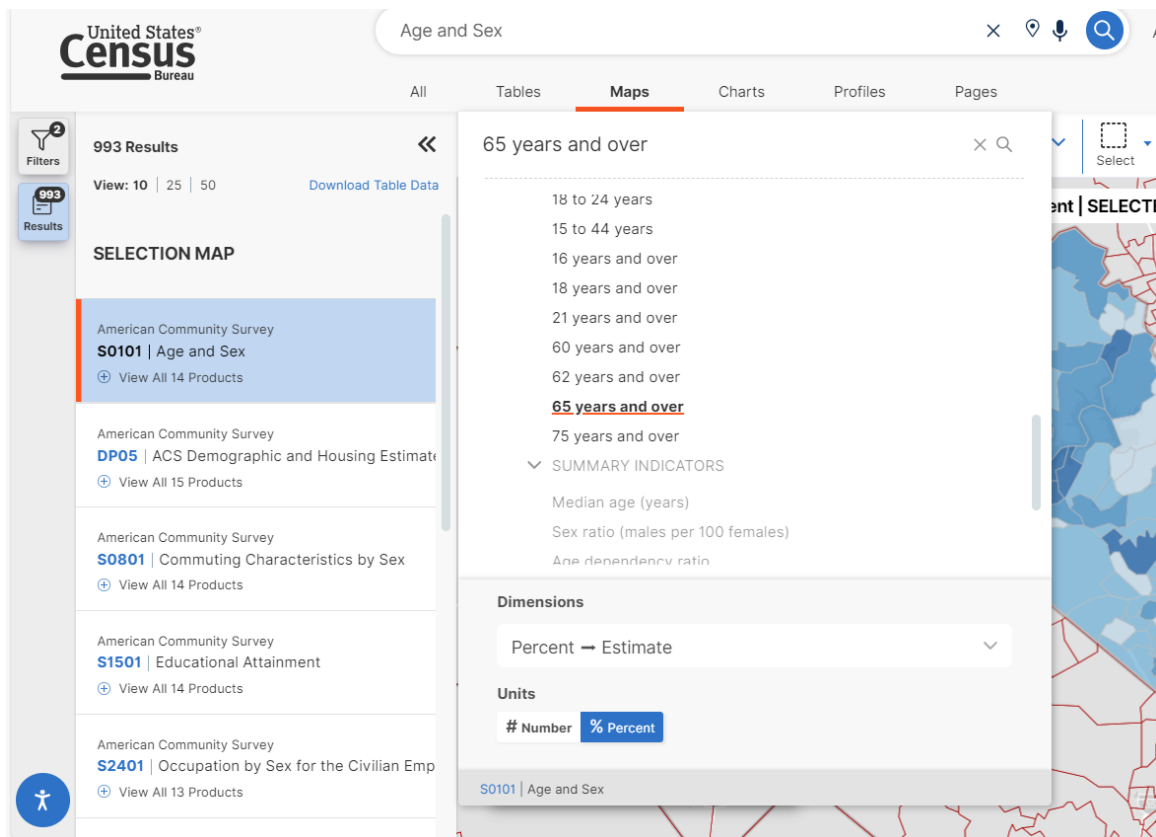 United States®
Census
Bureau
Age and Sex
All
Tables
Maps
Charts
Profiles
Pages
2
Filters
993
Results
993 Results
View: 10 | 25 | 50
Download Table Data
SELECTION MAP
American Community Survey
S0101 | Age and Sex
View All 14 Products
American Community Survey
DP05 | ACS Demographic and Housing Estimate
View All 15 Products
American Community Survey
S0801 | Commuting Characteristics by Sex
View All 14 Products
American Community Survey
S1501 | Educational Attainment
View All 14 Products
American Community Survey
S2401 | Occupation by Sex for the Civilian Emp
View All 13 Products
65 years and over
18 to 24 years
15 to 44 years
16 years and over
18 years and over
21 years and over
60 years and over
62 years and over
65 years and over
75 years and over
SUMMARY INDICATORS
Median age (years)
Sex ratio (males per 100 females)
Age dependency ratio
Dimensions
Percent → Estimate
Units
# Number
% Percent
S0101 | Age and Sex
Select
ent | SELECTE